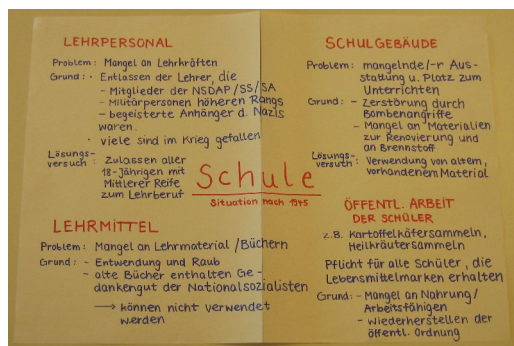 LEHRPERSONAL
Problem: Mangel an Lehrkräften
Grund: · Entlassen der Lehrer, die
- Mitglieder der NSDAP/SS/SA
- Militärpersonen höheren Rangs
- begeisterte Anhänger d. Nazis
waren.
· viele sind im Krieg gefallen
Lösungs-
versuch: Zulassen aller
18-Jährigen mit
Mittlerer Reife
zum Lehrberuf
SCHULGEBÄUDE
Problem: mangelnde/-r Aus-
stattung u. Platz zum
Unterrichten
Grund: - Zerstörung durch
Bombenangriffe
- Mangel an Materialien
zur Renovierung und
an Brennstoff
Lösungs-
versuch: Verwendung von altem,
vorhandenem Material
Schule
Situation nach 1945
LEHRMITTEL
Problem: Mangel an Lehrmaterial/Büchern
Grund: - Entwendung und Raub
- alte Bücher enthalten Ge-
dankengut der Nationalsozialisten
→ können nicht verwendet
werden
ÖFFENTL. ARBEIT
DER SCHÜLER
z.B. Kartoffelkäfersammeln,
Heilkräutersammeln
Pflicht für alle Schüler, die
Lebensmittelmarken erhalten
Grund: - Mangel an Nahrung/
Arbeitsfähigen
- Wiederherstellen der
öffentl. Ordnung